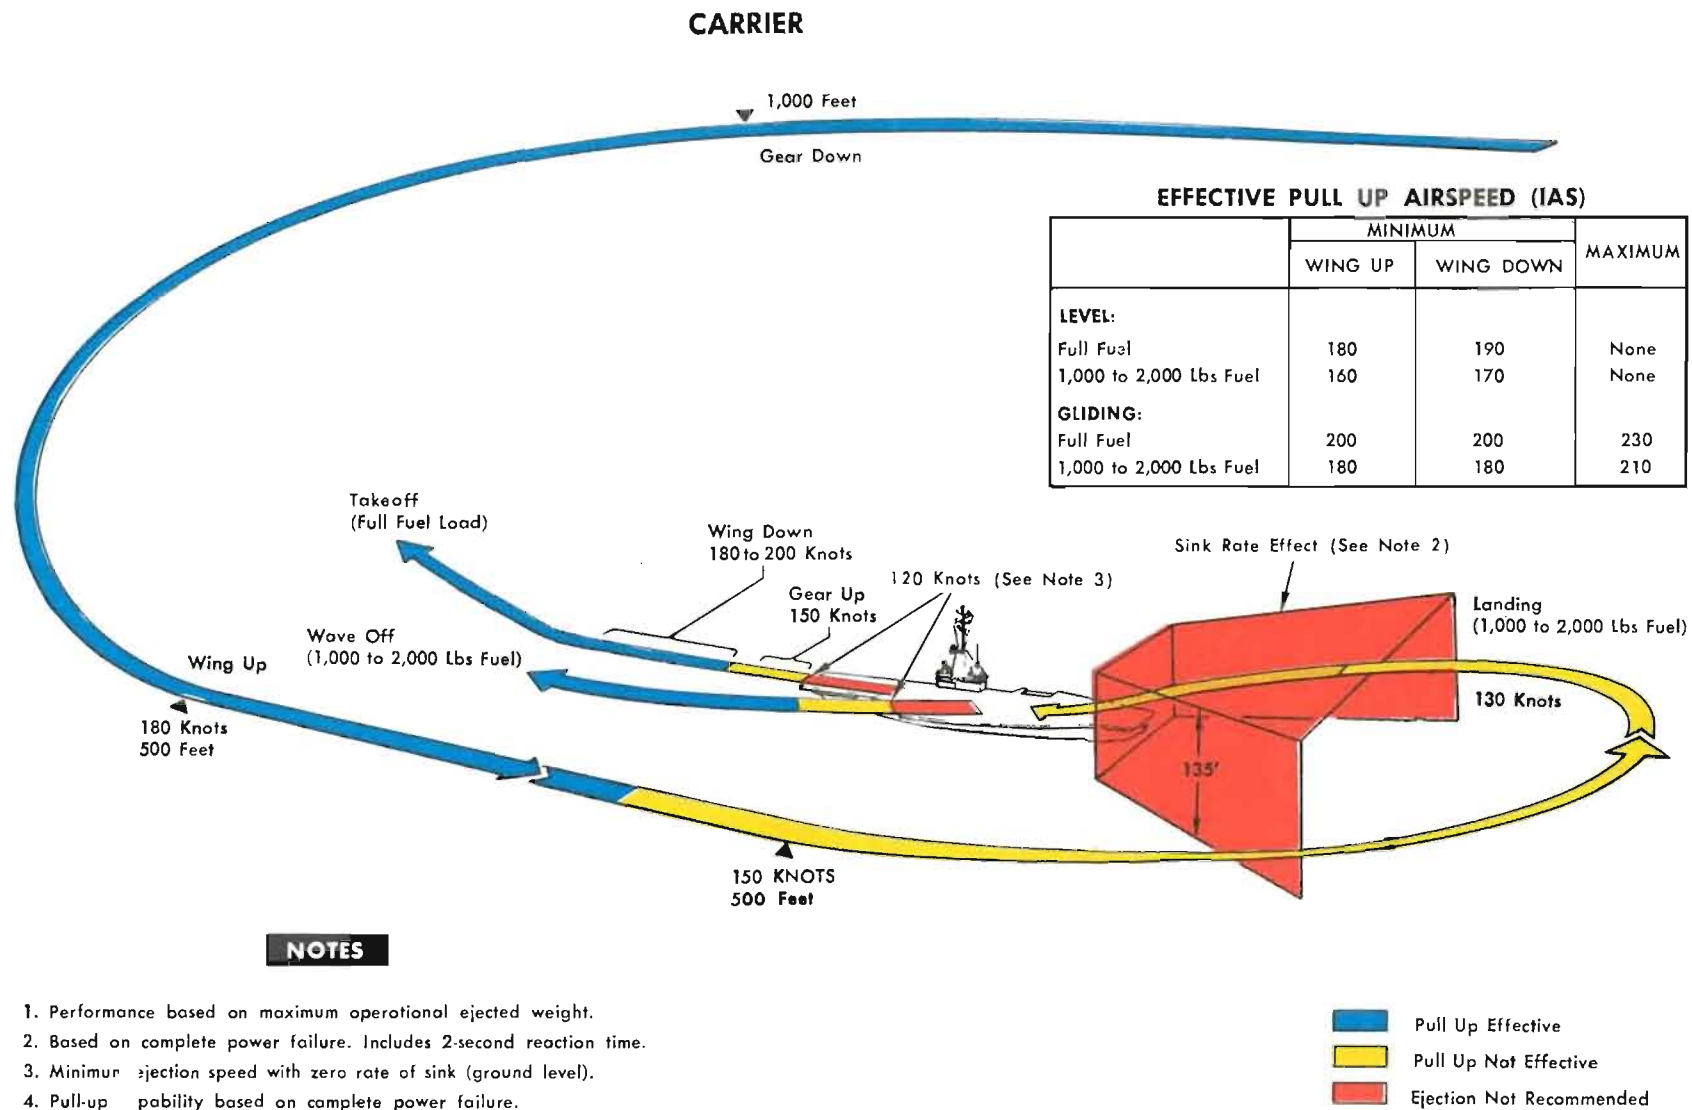 CARRIER
1,000 Feet
Gear Down
EFFECTIVE PULL UP AIRSPEED (IAS)
MINIMUM
MAXIMUM
WING UP WING DOWN
LEVEL:
Full Fuel 180 190 None
1,000 to 2,000 Lbs Fuel 160 170 None
GLIDING:
Full Fuel 200 200 230
1,000 to 2,000 Lbs Fuel 180 180 210
Takeoff
(Full Fuel Load)
Wing Down
180 to 200 Knots
Gear Up
150 Knots
120 Knots (See Note 3)
Sink Rate Effect (See Note 2)
Landing
(1,000 to 2,000 Lbs Fuel)
Wave Off
(1,000 to 2,000 Lbs Fuel)
Wing Up
180 Knots
500 Feet
130 Knots
135'
150 KNOTS
500 Feet
NOTES
1. Performance based on maximum operational ejected weight.
2. Based on complete power failure. Includes 2-second reaction time.
3. speed with zero rate of sink (ground level).
4. Pull-up based on complete power failure.
Pull Up Effective
Pull Up Not Effective
Ejection Not Recommended